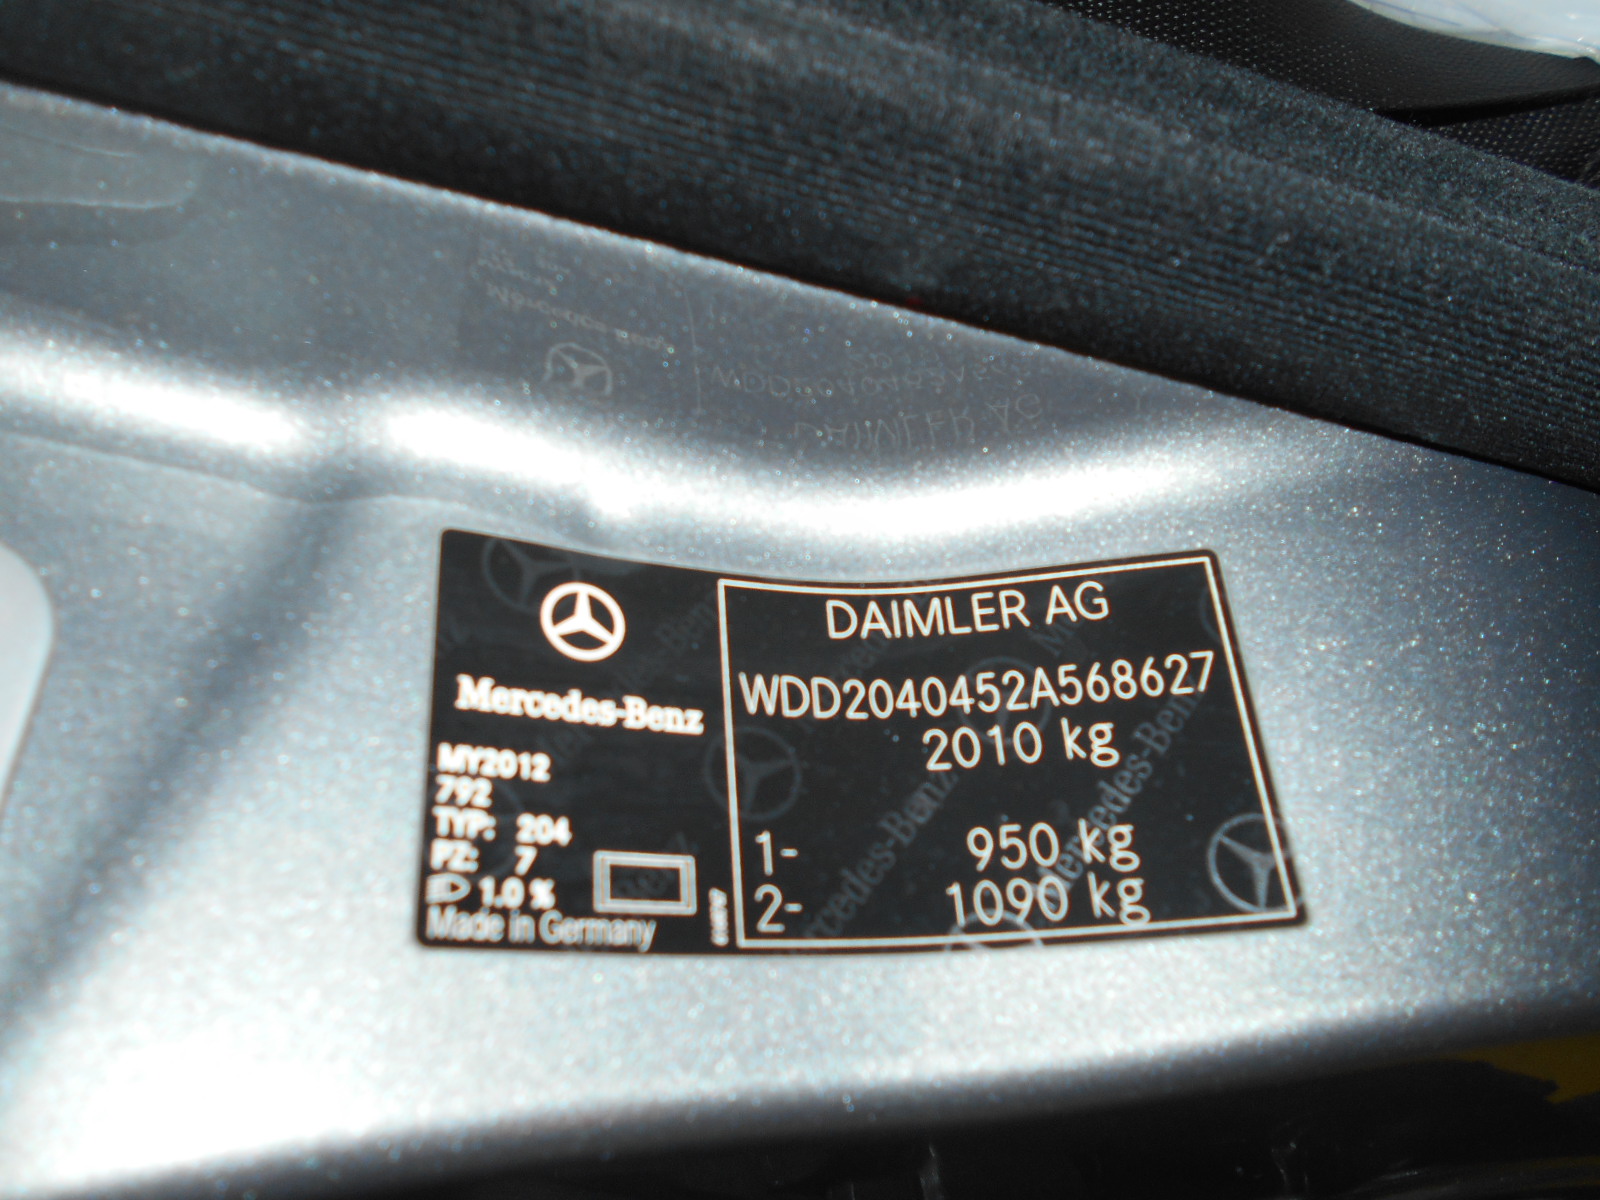 Mercedes-Benz
MY2012
792
TYP: 204
PZ: 7
1.0 %
Made in Germany
DAIMLER AG
WDD2040452A568627
2010 kg
1- 950 kg
2- 1090 kg